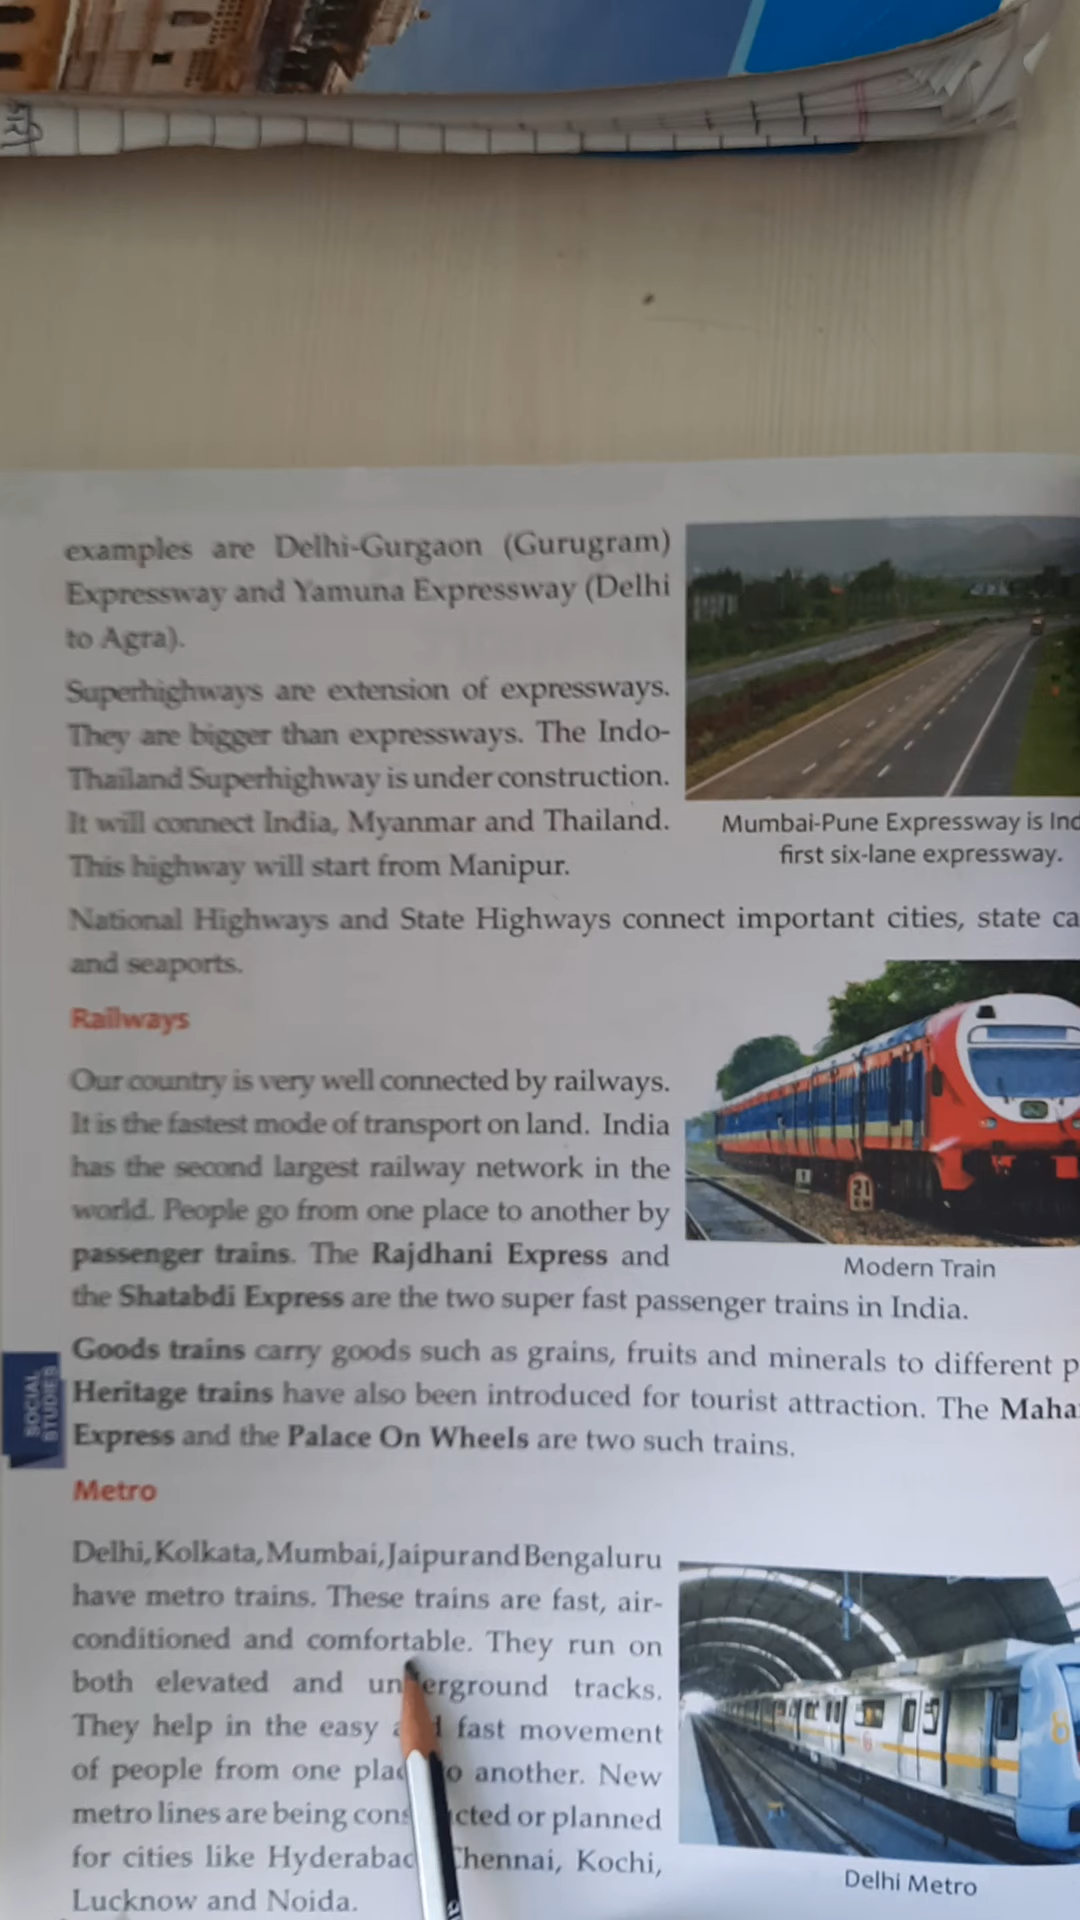 examples are Delhi-Gurgaon (Gurugram)
Expressway and Yamuna Expressway (Delhi
to Agra).
Superhighways are extension of expressways.
They are bigger than expressways. The Indo-
Thailand Superhighway is under construction.
It will connect India, Myanmar and Thailand.
This highway will start from Manipur.
Mumbai-Pune Expressway is
first six-lane expressway.
National Highways and State Highways connect important cities, state
and seaports.
Railways
Our country is very well connected by railways.
It is the fastest mode of transport on land. India
has the second largest railway network in the
world. People go from one place to another by
passenger trains. The Rajdhani Express and
the Shatabdi Express are the two super fast passenger trains in India.
Modern Train
Goods trains carry goods such as grains, fruits and minerals to different
Heritage trains have also been introduced for tourist attraction. The
Express and the Palace On Wheels are two such trains.
SOCIAL
STUDIES
Metro
Delhi, Kolkata, Mumbai, Jaipur and Bengaluru
have metro trains. These trains are fast, air-
conditioned and comfortable. They run on
both elevated and underground tracks.
They help in the easy fast movement
of people from one another. New
metro lines are being or planned
for cities like Chennai, Kochi,
Lucknow and Noida.
Delhi Metro